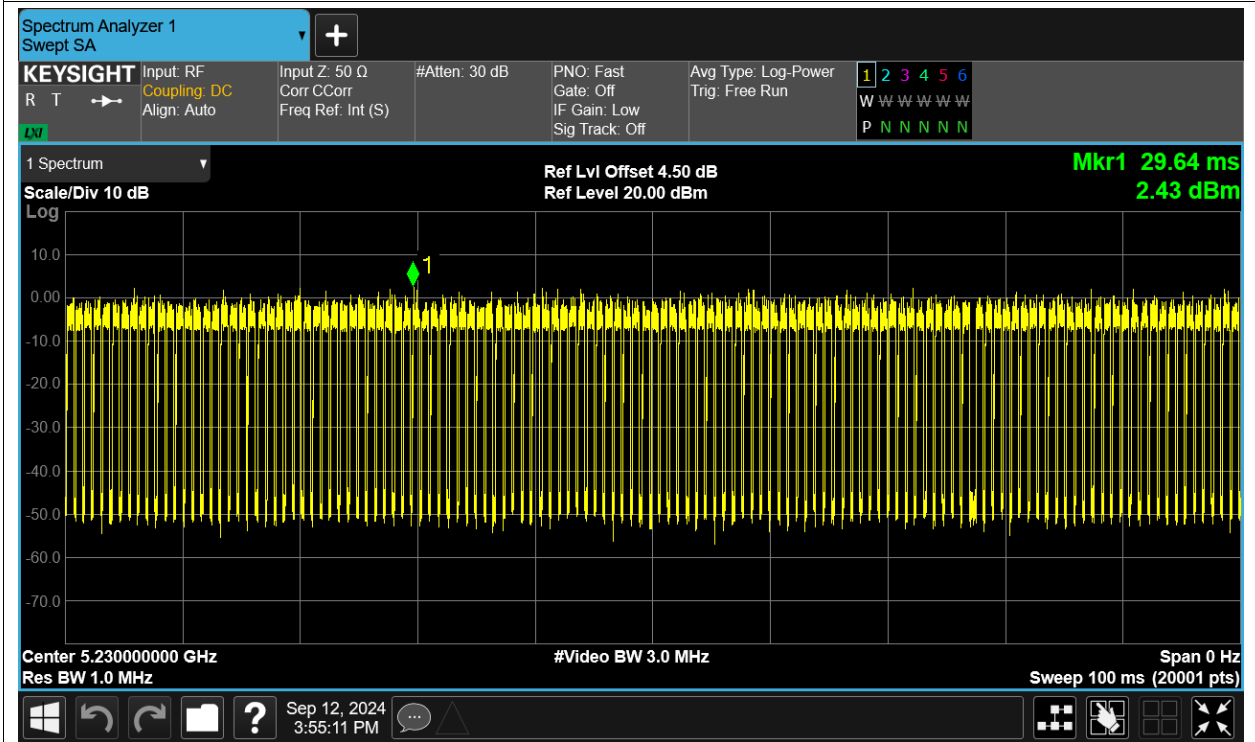 Spectrum Analyzer 1
Swept SA
KEYSIGHT
R T
LXI
Input: RF
Coupling: DC
Align: Auto
Input Z: 50 Ω
Corr CCorr
Freq Ref: Int (S)
#Atten: 30 dB
PNO: Fast
Gate: Off
IF Gain: Low
Sig Track: Off
Avg Type: Log-Power
Trig: Free Run
1 2 3 4 5 6
W W W W W W
P N N N N N
1 Spectrum
Scale/Div 10 dB
Ref Lvl Offset 4.50 dB
Ref Level 20.00 dBm
Mkr1 29.64 ms
2.43 dBm
Log
10.0
0.00
-10.0
-20.0
-30.0
-40.0
-50.0
-60.0
-70.0
1
Center 5.230000000 GHz
Res BW 1.0 MHz
#Video BW 3.0 MHz
Span 0 Hz
Sweep 100 ms (20001 pts)
?
Sep 12, 2024
3:55:11 PM